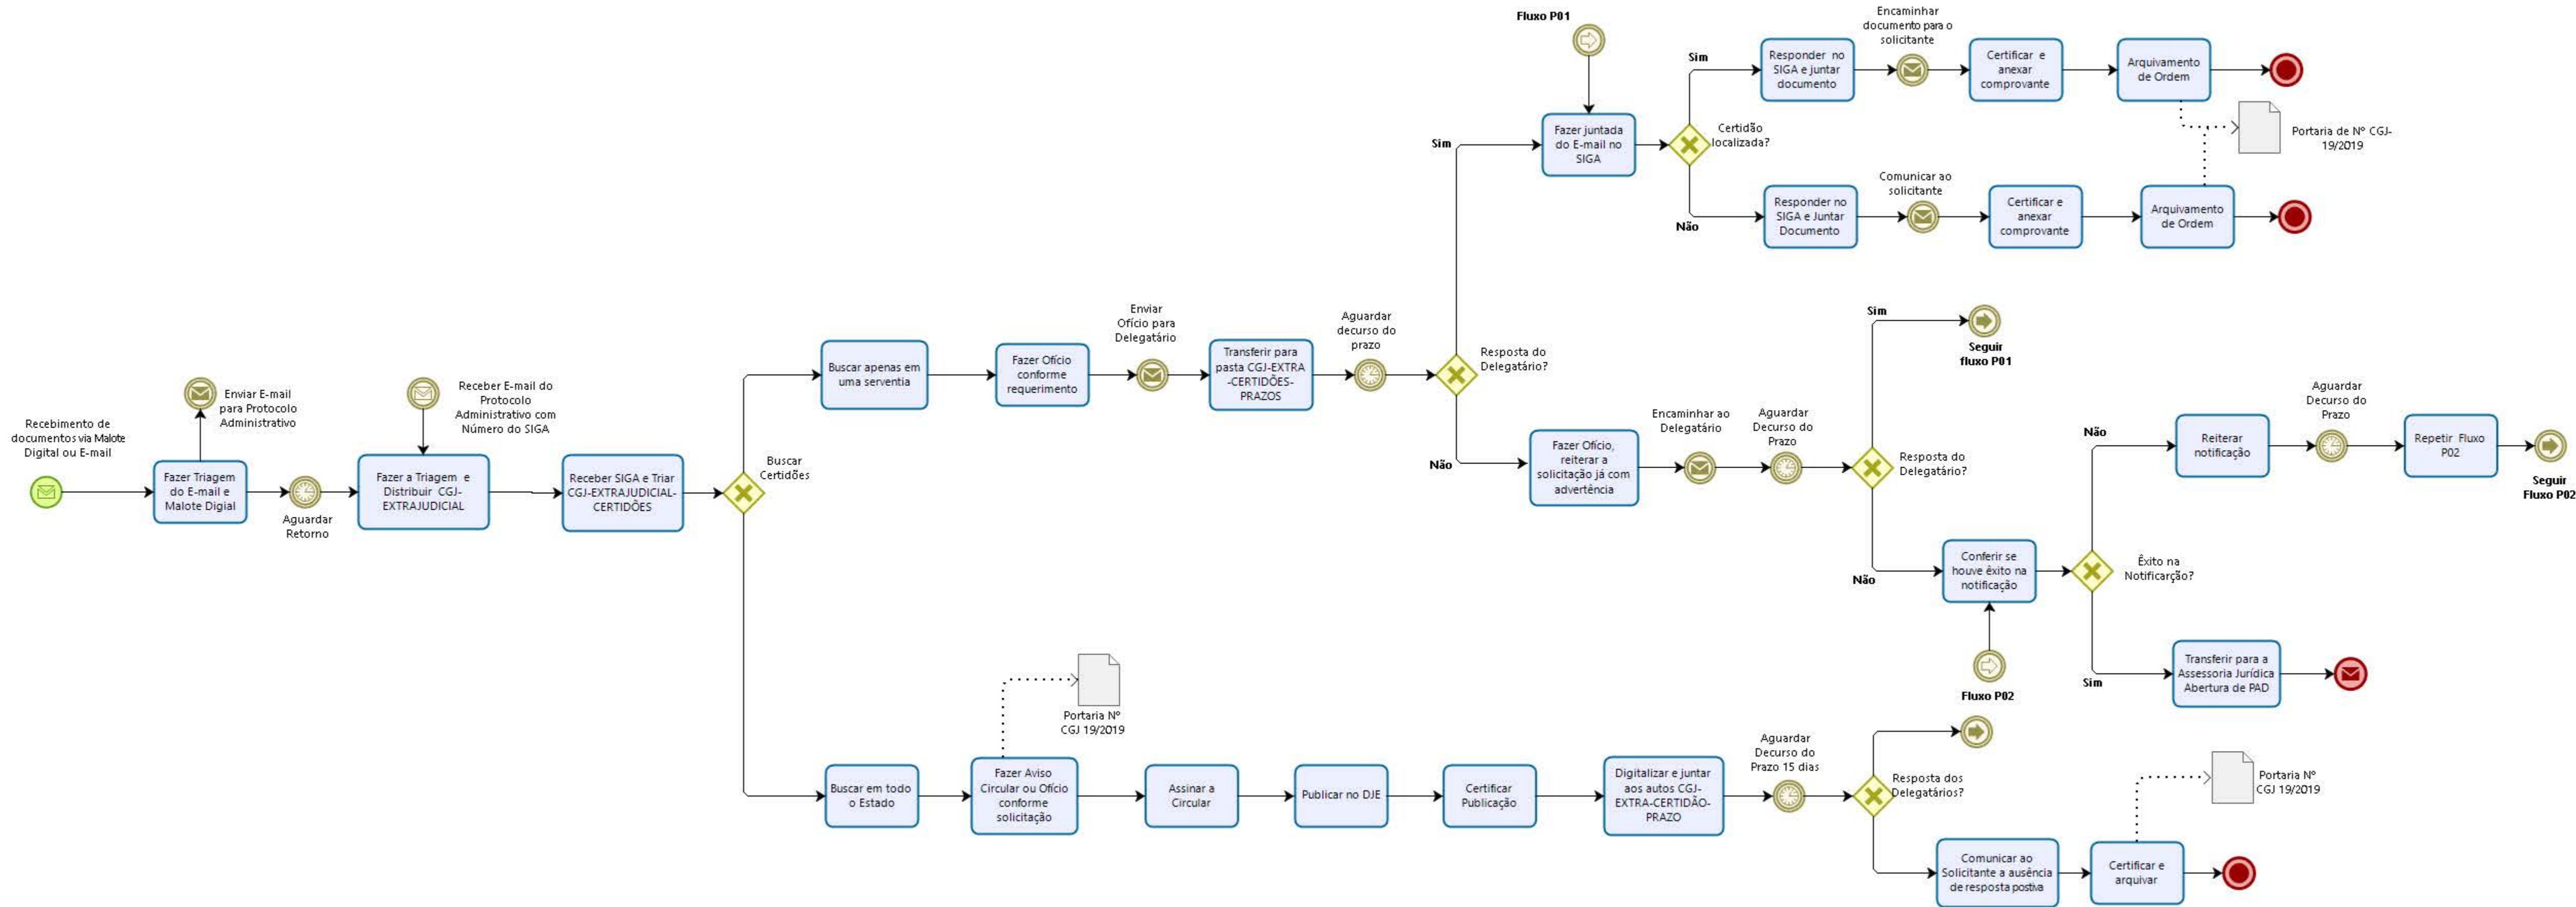 Recebimento de
documentos via Malote
Digital ou E-mail
Fazer Triagem
do E-mail e
Malote Digial
Enviar E-mail
para Protocolo
Administrativo
Aguardar
Retorno
Receber E-mail do
Protocolo
Administrativo com
Número do SIGA
Fazer a Triagem e
Distribuir CGJ-
EXTRAJUDICIAL
Receber SIGA e Triar
CGJ-EXTRAJUDICIAL-
CERTIDÕES
Buscar
Certidões
Buscar apenas em
uma serventia
Fazer Ofício
conforme
requerimento
Enviar
Ofício para
Delegatário
Transferir para
pasta CGJ-EXTRA
-CERTIDÕES-
PRAZOS
Aguardar
decurso do
prazo
Resposta do
Delegatário?
Sim
Fluxo P01
Fazer juntada
do E-mail no
SIGA
Certidão
localizada?
Sim
Responder no
SIGA e juntar
documento
Encaminhar
documento para o
solicitante
Certificar e
anexar
comprovante
Arquivamento
de Ordem
Portaria de Nº CGJ-
19/2019
Não
Responder no
SIGA e Juntar
Documento
Comunicar ao
solicitante
Certificar e
anexar
comprovante
Arquivamento
de Ordem
Não
Fazer Ofício,
reiterar a
solicitação já com
advertência
Encaminhar ao
Delegatário
Aguardar
Decurso do
Prazo
Resposta do
Delegatário?
Sim
Seguir
fluxo P01
Não
Conferir se
houve êxito na
notificação
Fluxo P02
Êxito na
Notificarção?
Não
Reiterar
notificação
Aguardar
Decurso do
Prazo
Repetir Fluxo
P02
Seguir
Fluxo P02
Sim
Transferir para a
Assessoria Jurídica
Abertura de PAD
Buscar em todo
o Estado
Fazer Aviso
Circular ou Ofício
conforme
solicitação
Portaria Nº
CGJ 19/2019
Assinar a
Circular
Publicar no DJE
Certificar
Publicação
Digitalizar e juntar
aos autos CGJ-
EXTRA-CERTIDÃO-
PRAZO
Aguardar
Decurso do
Prazo 15 dias
Resposta dos
Delegatários?
Comunicar ao
Solicitante a ausência
de resposta postiva
Certificar e
arquivar
Portaria Nº
CGJ 19/2019